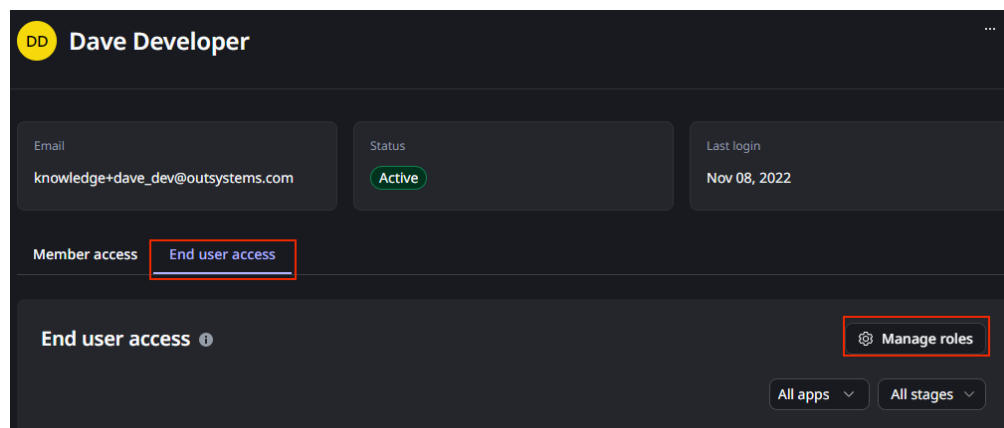 DD Dave Developer ...
Email
knowledge+dave_dev@outsystems.com
Status
Active
Last login
Nov 08, 2022
Member access End user access
End user access
Manage roles
All apps All stages